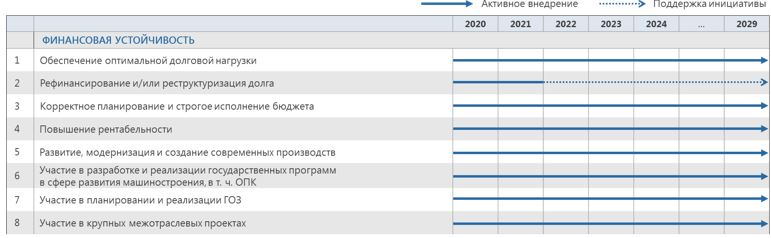 Активное внедрение Поддержка инициативы
2020 2021 2022 2023 2024 ... 2029
ФИНАНСОВАЯ УСТОЙЧИВОСТЬ
1 Обеспечение оптимальной долговой нагрузки
2 Рефинансирование и/или реструктуризация долга
3 Корректное планирование и строгое исполнение бюджета
4 Повышение рентабельности
5 Развитие, модернизация и создание современных производств
6 Участие в разработке и реализации государственных программ
в сфере развития машиностроения, в т. ч. ОПК
7 Участие в планировании и реализации ГОЗ
8 Участие в крупных межотраслевых проектах